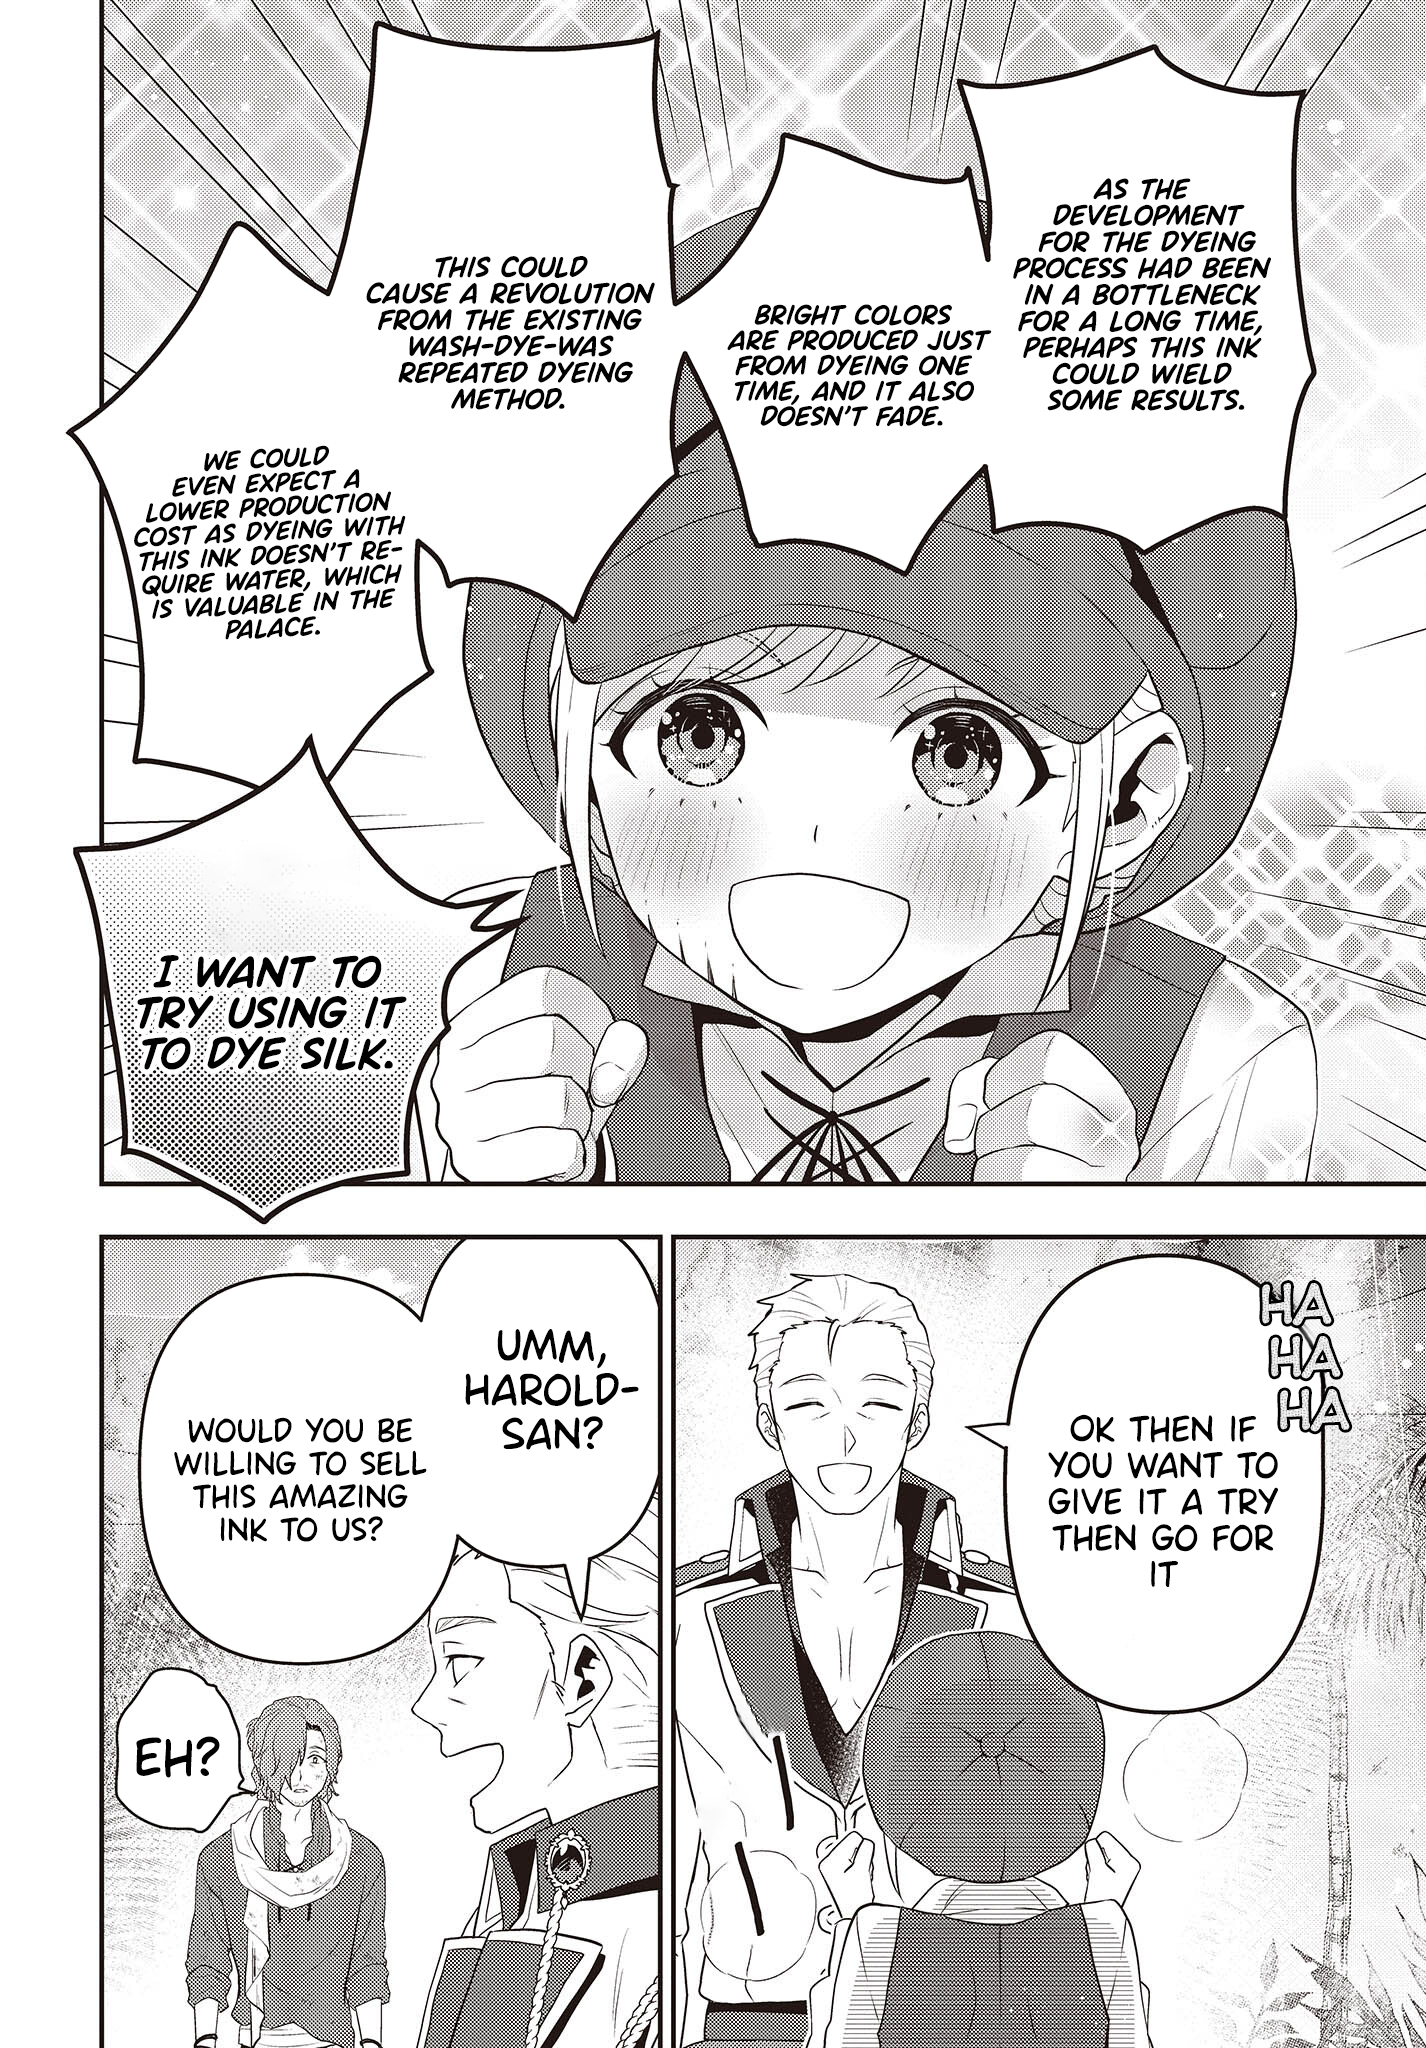 AS THE
DEVELOPMENT
FOR THE DYEING
PROCESS HAD BEEN
IN A BOTTLENECK
FOR A LONG TIME,
PERHAPS THIS INK
COULD WIELD
SOME RESULTS.
BRIGHT COLORS
ARE PRODUCED JUST
FROM DYEING ONE
TIME, AND IT ALSO
DOESN'T FADE.
THIS COULD
CAUSE A REVOLUTION
FROM THE EXISTING
WASH-DYE-WAS
REPEATED DYEING
METHOD.
WE COULD
EVEN EXPECT A
LOWER PRODUCTION
COST AS DYEING WITH
THIS INK DOESN'T RE-
QUIRE WATER, WHICH
IS VALUABLE IN THE
PALACE.
I WANT TO
TRY USING IT
TO DYE SILK.
HA
HA
HA
OK THEN IF
YOU WANT TO
GIVE IT A TRY
THEN GO FOR
IT
UMM,
HAROLD-
SAN?
WOULD YOU BE
WILLING TO SELL
THIS AMAZING
INK TO US?
EH?